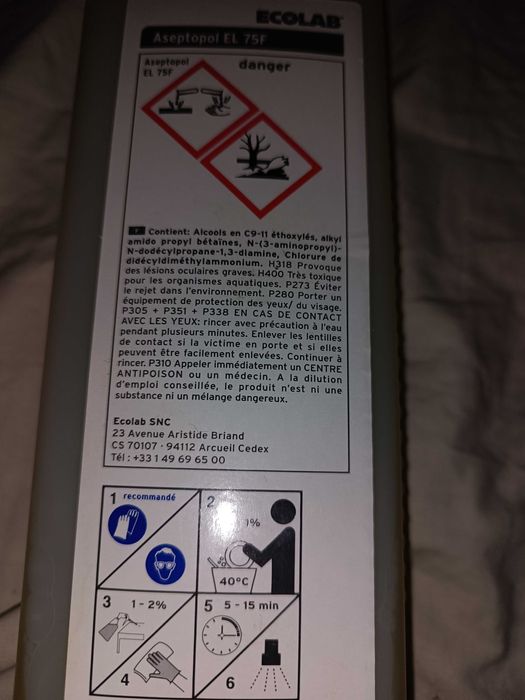 ECOLAB
Aseptopol EL 75F
Aseptopol
EL 75F
danger
F Contient: Alcools en C9-11 éthoxylés, alkyl
amido propyl bétaïnes, N-(3-aminopropyl)-
N-dodécylpropane-1,3-diamine, Chlorure de
didécyldiméthylammonium. H318 Provoque
des lésions oculaires graves. H400 Très toxique
pour les organismes aquatiques. P273 Éviter
le rejet dans l'environnement. P280 Porter un
équipement de protection des yeux/ du visage.
P305 + P351 + P338 EN CAS DE CONTACT
AVEC LES YEUX: rincer avec précaution à l'eau
pendant plusieurs minutes. Enlever les lentilles
de contact si la victime en porte et si elles
peuvent être facilement enlevées. Continuer à
rincer. P310 Appeler immédiatement un CENTRE
ANTIPOISON ou un médecin. A la dilution
d'emploi conseillée, le produit n'est ni une
substance ni un mélange dangereux.
Ecolab SNC
23 Avenue Aristide Briand
CS 70107 - 94112 Arcueil Cedex
Tél : +33 1 49 69 65 00
1 recommandé
2
1%
40°C
3 1-2%
4
5 5-15 min
6